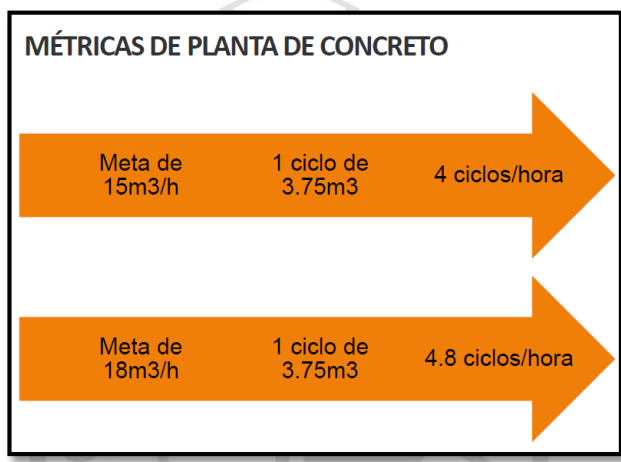 MÉTRICAS DE PLANTA DE CONCRETO
Meta de
15m3/h
1 ciclo de
3.75m3
4 ciclos/hora
Meta de
18m3/h
1 ciclo de
3.75m3
4.8 ciclos/hora